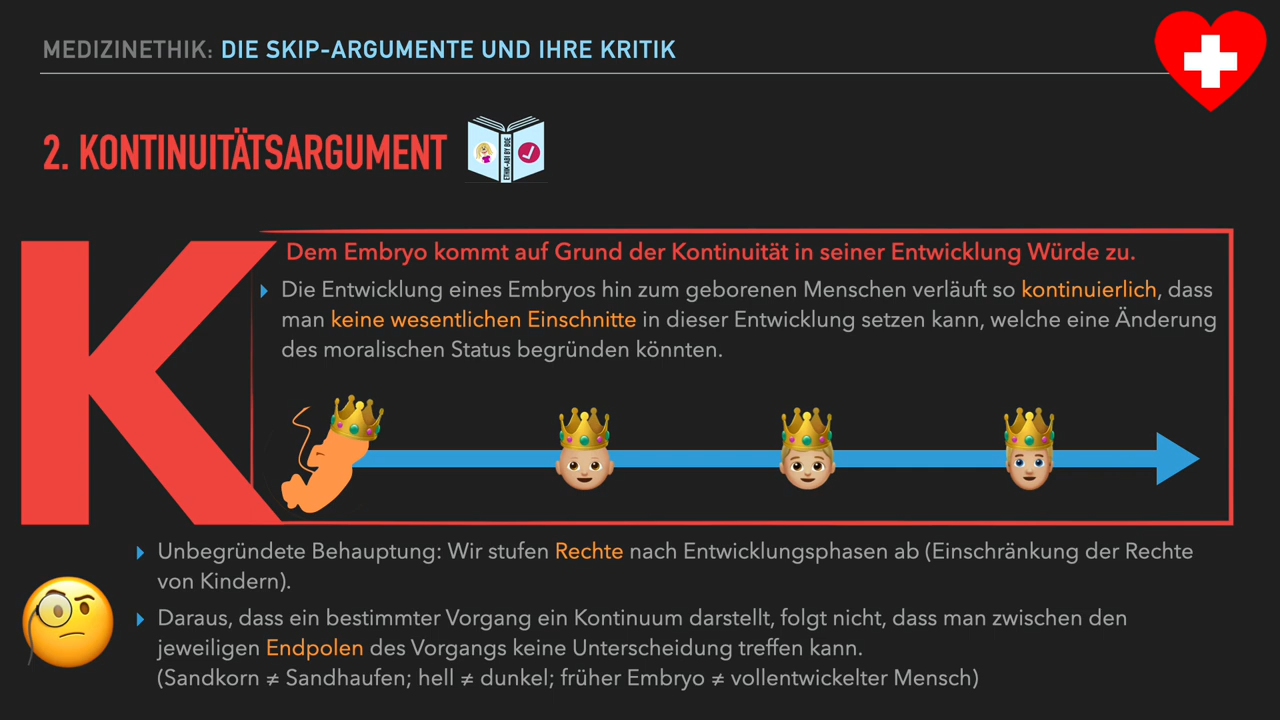 MEDIZINETHIK: DIE SKIP-ARGUMENTE UND IHRE KRITIK
2. KONTINUITÄTSARGUMENT
ETHIK-ABI BY BOE
K
Dem Embryo kommt auf Grund der Kontinuität in seiner Entwicklung Würde zu.
Die Entwicklung eines Embryos hin zum geborenen Menschen verläuft so kontinuierlich, dass
man keine wesentlichen Einschnitte in dieser Entwicklung setzen kann, welche eine Änderung
des moralischen Status begründen könnten.
Unbegründete Behauptung: Wir stufen Rechte nach Entwicklungsphasen ab (Einschränkung der Rechte
von Kindern).
Daraus, dass ein bestimmter Vorgang ein Kontinuum darstellt, folgt nicht, dass man zwischen den
jeweiligen Endpolen des Vorgangs keine Unterscheidung treffen kann.
(Sandkorn ≠ Sandhaufen; hell ≠ dunkel; früher Embryo ≠ vollentwickelter Mensch)